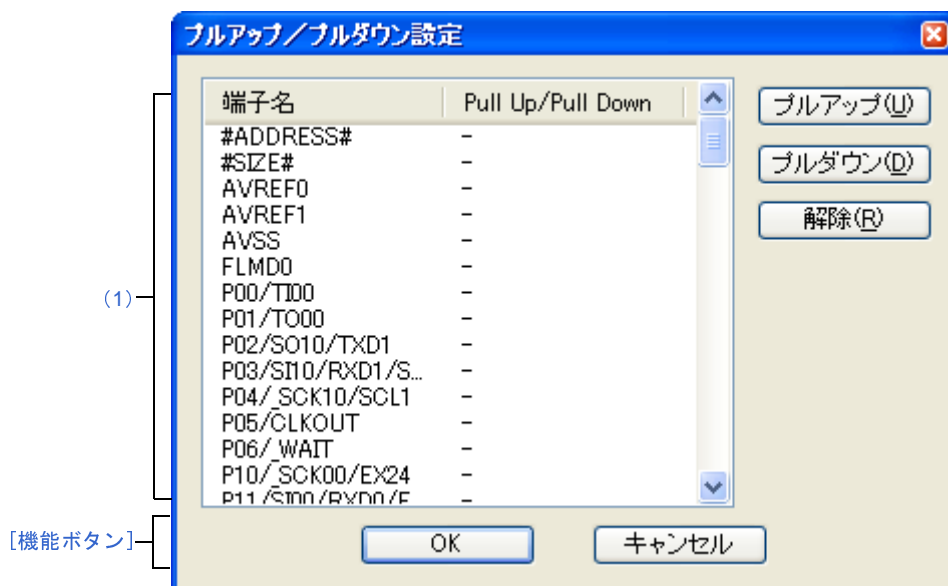 プルアップ／プルダウン設定
端子名 Pull Up/Pull Down
#ADDRESS# -
#SIZE# -
AVREF0 -
AVREF1 -
AVSS -
FLMD0 -
P00/TI00 -
P01/TO00 -
P02/SO10/TXD1 -
P03/SI10/RXD1/S... -
P04/_SCK10/SCL1 -
P05/CLKOUT -
P06/_WAIT -
P10/_SCK00/EX24 -
P11/SI00/RXD0/E -
プルアップ(U)
プルダウン(D)
解除(R)
(1)
[機能ボタン]
OK キャンセル